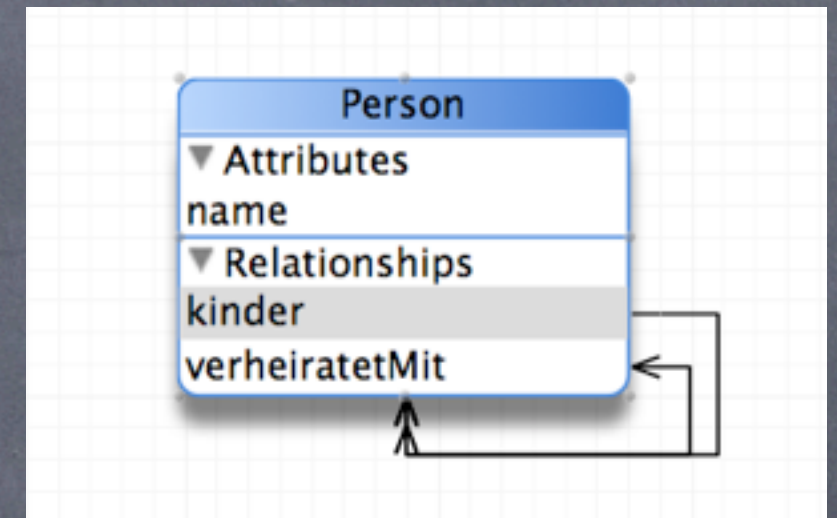 Person
Attributes
name
Relationships
kinder
verheiratetMit